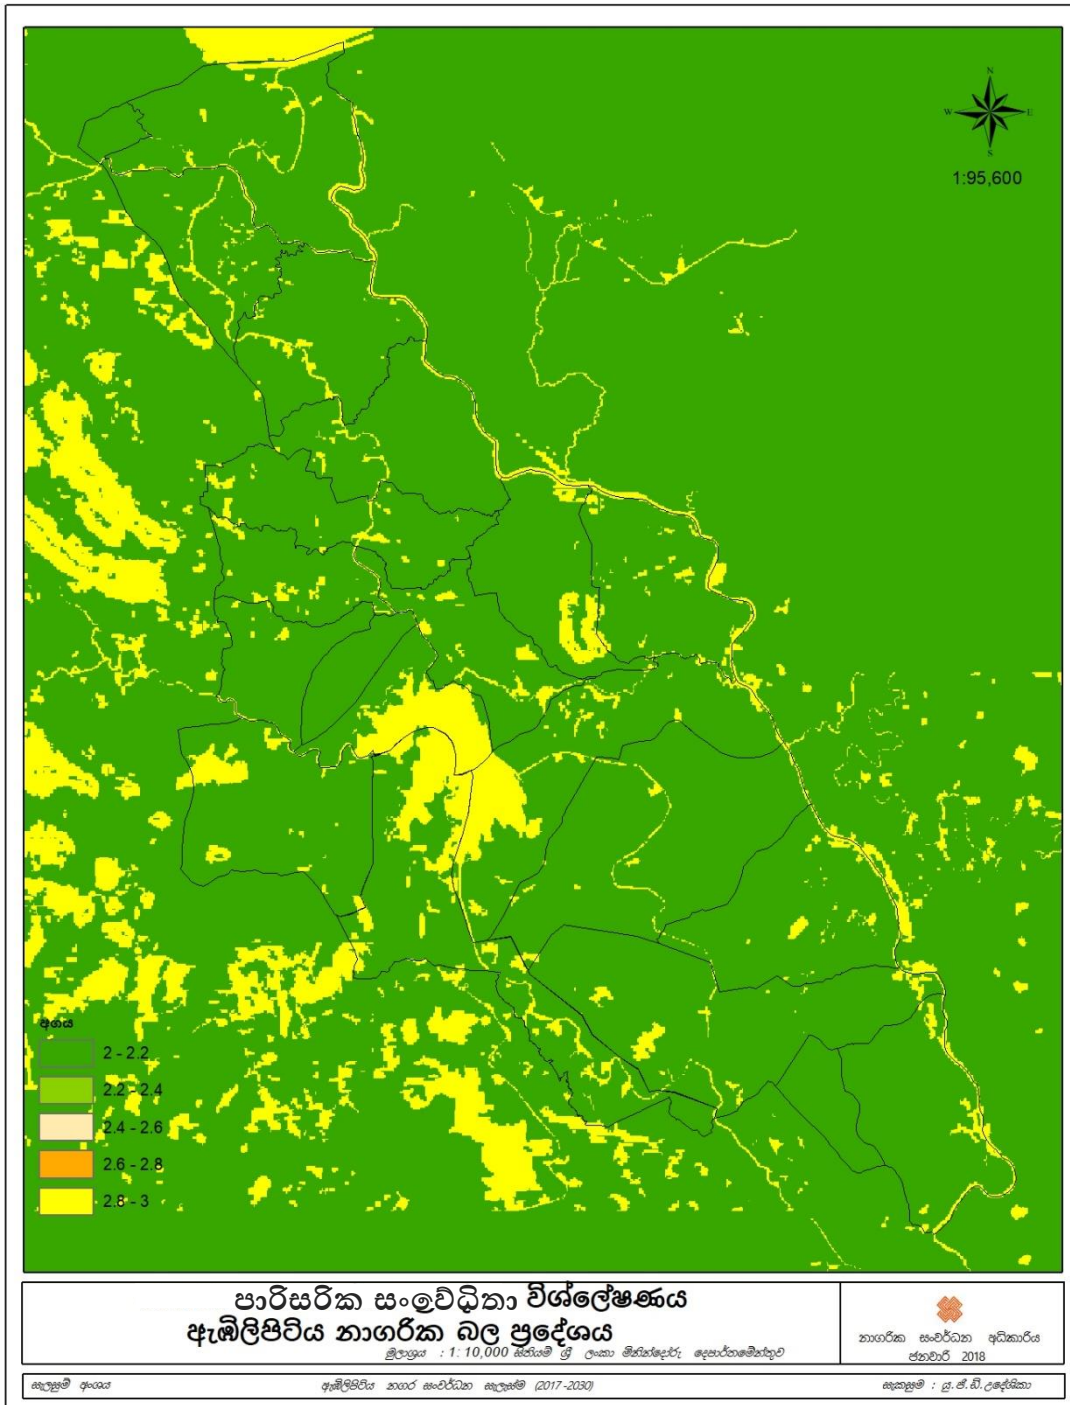 N
W E
S
1:95,600
අගය
2 - 2.2
2.2 - 2.4
2.4 - 2.6
2.6 - 2.8
2.8 - 3
පාරිසරික සංවේධිතා විශ්ලේෂණය
ඇඹිලිපිටිය නාගරික බල ප්‍රදේශය
මූලාශ්‍රය : 1: 10,000 සිතියම් ශ්‍රී ලංකා මිනින්දෝරු දෙපාර්තමේන්තුව
නාගරික සංවර්ධන අධිකාරිය
ජනවාරි 2018
සැලසුම් අංශය
ඇඹිලිපිටිය නගර සංවර්ධන සැලැස්ම (2017-2030)
සැකසුම : යු.ජී.ඩී.උදේශිකා